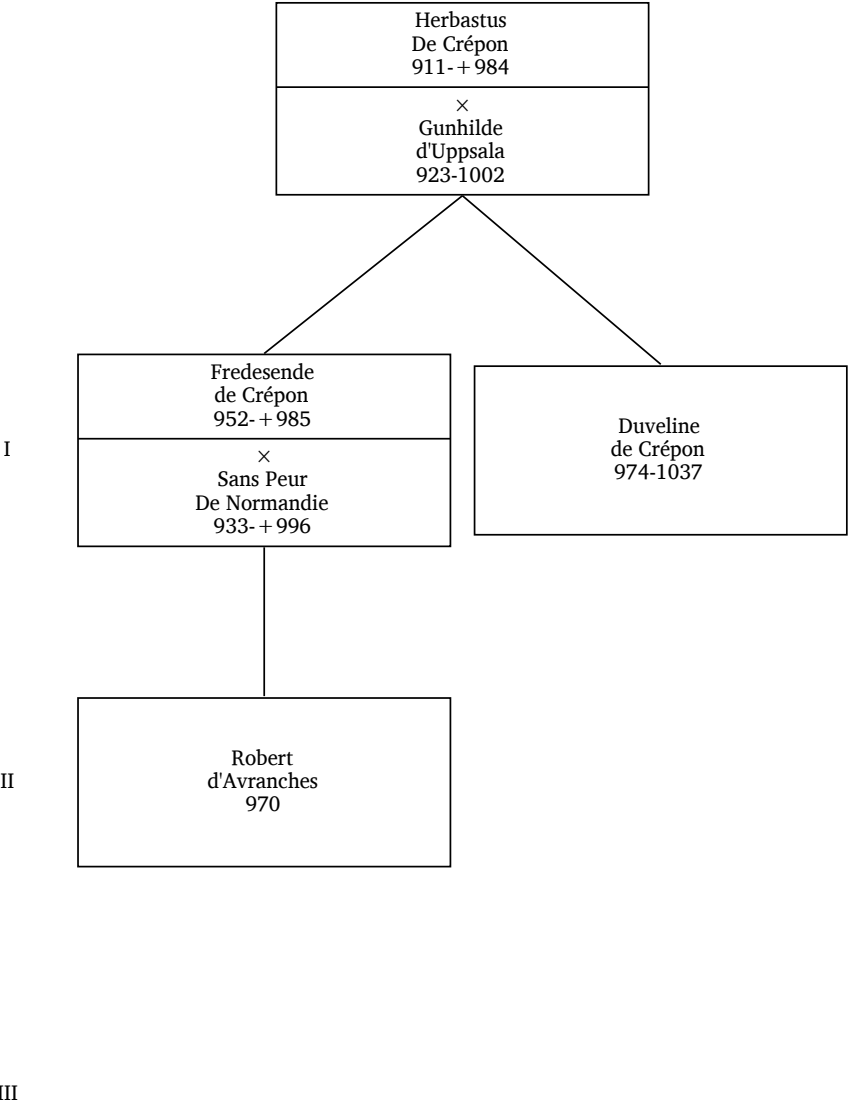 Herbastus
De Crépon
911-+984
×
Gunhilde
d'Uppsala
923-1002
Fredesende
de Crépon
952-+985
×
Sans Peur
De Normandie
933-+996
Duveline
de Crépon
974-1037
I
Robert
d'Avranches
970
II
III